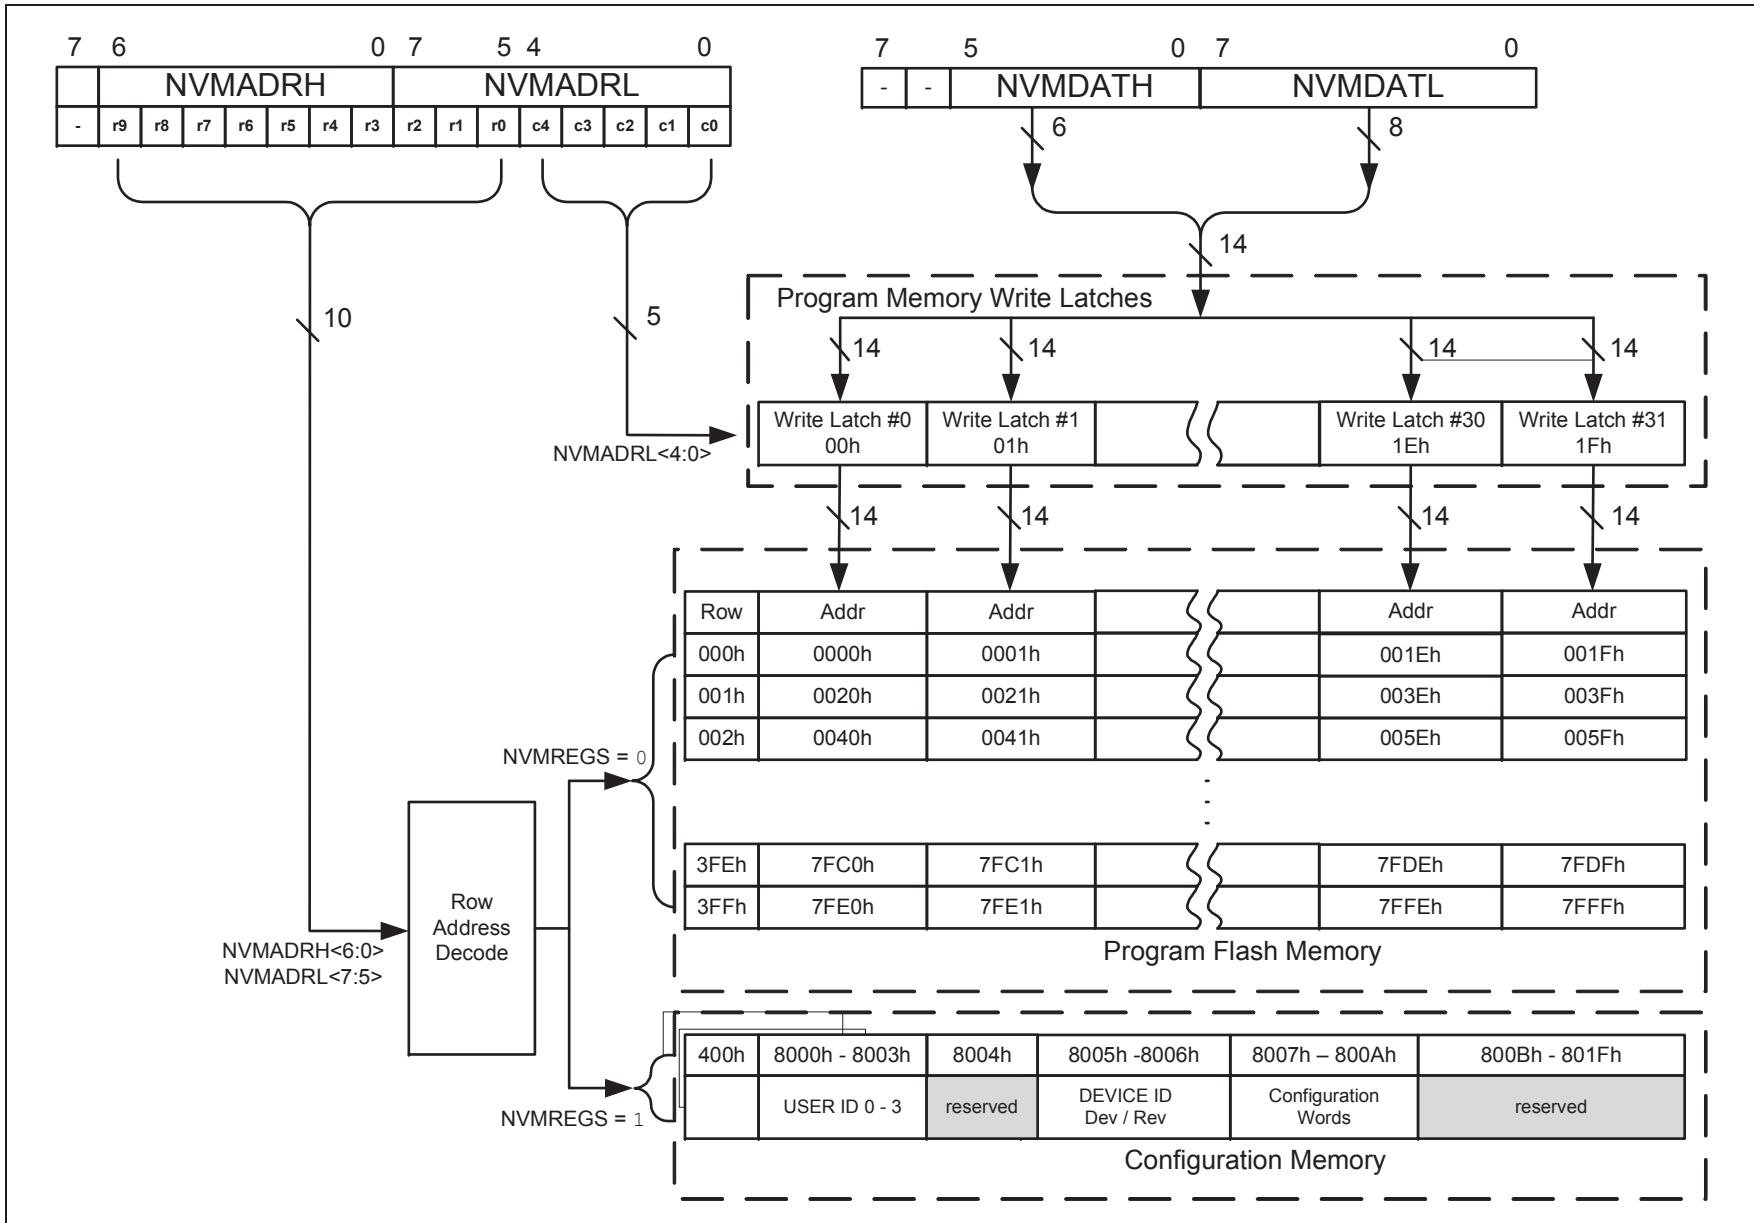 7 6 0 7 5 4 0
NVMADRH NVMADRL
- r9 r8 r7 r6 r5 r4 r3 r2 r1 r0 c4 c3 c2 c1 c0
7 5 0 7 0
- - NVMDATH NVMDATL
6 8
14
10
5
Program Memory Write Latches
14 14 14 14
Write Latch #0 Write Latch #1 Write Latch #30 Write Latch #31
00h 01h 1Eh 1Fh
NVMADRL<4:0>
14 14 14 14
Row Addr Addr Addr Addr
000h 0000h 0001h 001Eh 001Fh
001h 0020h 0021h 003Eh 003Fh
002h 0040h 0041h 005Eh 005Fh
NVMREGS = 0
3FEh 7FC0h 7FC1h 7FDEh 7FDFh
3FFh 7FE0h 7FE1h 7FFEh 7FFFh
Program Flash Memory
Row
Address
Decode
NVMADRH<6:0>
NVMADRL<7:5>
400h 8000h - 8003h 8004h 8005h -8006h 8007h – 800Ah 800Bh - 801Fh
USER ID 0 - 3 reserved DEVICE ID Configuration reserved
Dev / Rev Words
NVMREGS = 1
Configuration Memory